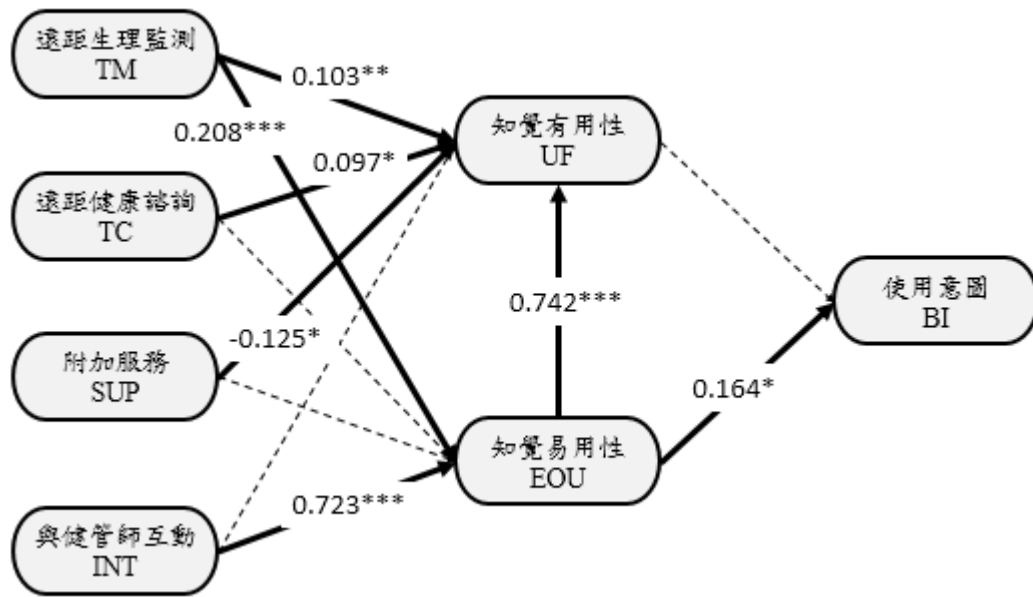 遠距生理監測
TM
0.103**
0.208***
知覺有用性
UF
0.097*
遠距健康諮詢
TC
0.742***
使用意圖
BI
附加服務
SUP
-0.125*
0.164*
知覺易用性
EOU
0.723***
與健管師互動
INT